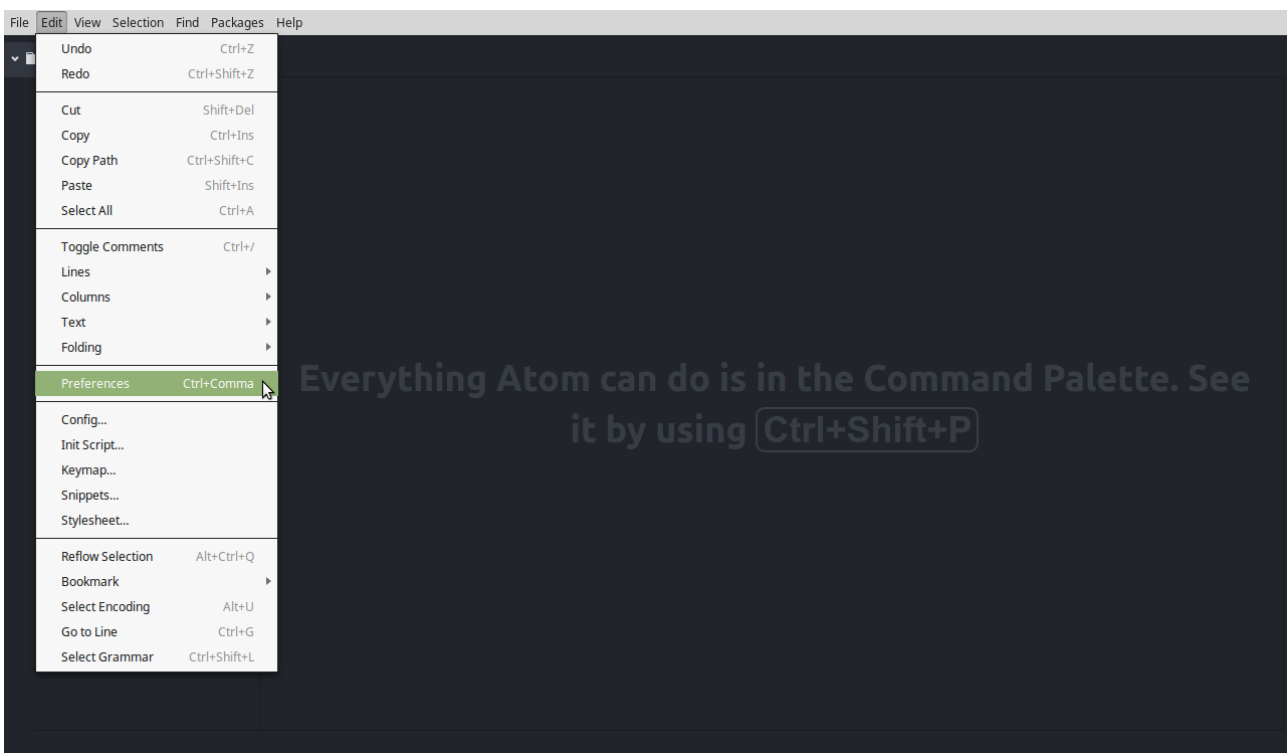 File Edit View Selection Find Packages Help
Undo Ctrl+Z
Redo Ctrl+Shift+Z
Cut Shift+Del
Copy Ctrl+Ins
Copy Path Ctrl+Shift+C
Paste Shift+Ins
Select All Ctrl+A
Toggle Comments Ctrl+/
Lines
Columns
Text
Folding
Preferences Ctrl+Comma
Config...
Init Script...
Keymap...
Snippets...
Stylesheet...
Reflow Selection Alt+Ctrl+Q
Bookmark
Select Encoding Alt+U
Go to Line Ctrl+G
Select Grammar Ctrl+Shift+L
Everything Atom can do is in the Command Palette. See
it by using Ctrl+Shift+P